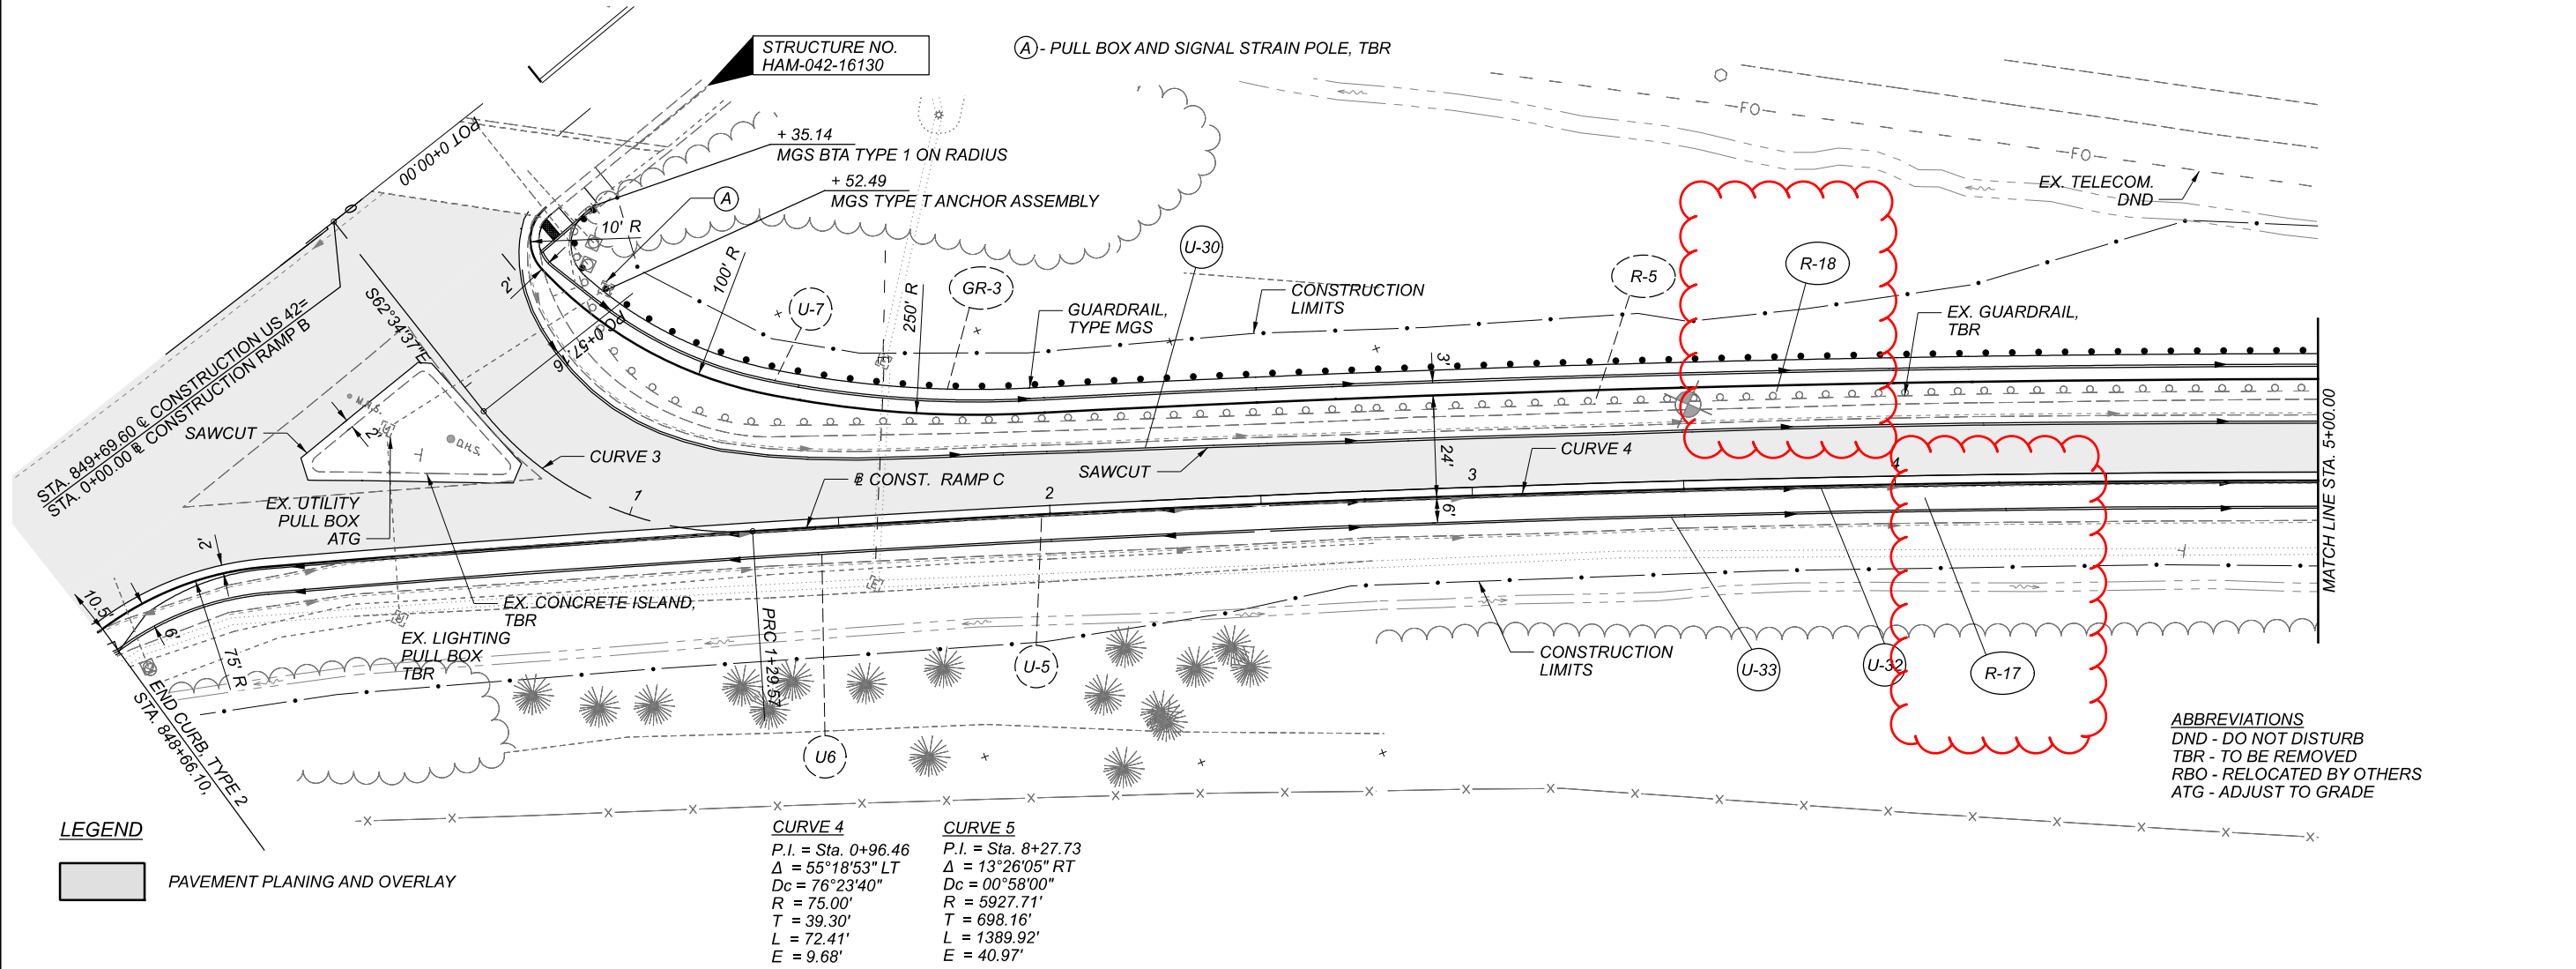 STRUCTURE NO.
HAM-042-16130
A - PULL BOX AND SIGNAL STRAIN POLE, TBR
POT 0+00.00
0
+ 35.14
MGS BTA TYPE 1 ON RADIUS
+ 52.49
MGS TYPE T ANCHOR ASSEMBLY
A
10' R
2'
100' R
250' R
U-7
GR-3
GUARDRAIL,
TYPE MGS
U-30
CONSTRUCTION
LIMITS
R-5
R-18
EX. GUARDRAIL,
TBR
FO
FO
EX. TELECOM.
DND
STA. 849+69.60 ℄ CONSTRUCTION US 42=
STA. 0+00.00 B CONSTRUCTION RAMP B
S62°34'37"E
PC 0+57.16
M.A.S.
D.H.S.
2'
SAWCUT
EX. UTILITY
PULL BOX
ATG
CURVE 3
1
B CONST. RAMP C
2
SAWCUT
3'
24'
6'
3
CURVE 4
4
MATCH LINE STA. 5+00.00
2'
10.5'
6'
75' R
E
E
EX. CONCRETE ISLAND,
TBR
EX. LIGHTING
PULL BOX
TBR
PRC 1+29.57
U-5
U6
CONSTRUCTION
LIMITS
U-33
U-32
R-17
END CURB, TYPE 2
STA. 848+66.10,
ABBREVIATIONS
DND - DO NOT DISTURB
TBR - TO BE REMOVED
RBO - RELOCATED BY OTHERS
ATG - ADJUST TO GRADE
LEGEND
PAVEMENT PLANING AND OVERLAY
CURVE 4
P.I. = Sta. 0+96.46
Δ = 55°18'53" LT
Dc = 76°23'40"
R = 75.00'
T = 39.30'
L = 72.41'
E = 9.68'
CURVE 5
P.I. = Sta. 8+27.73
Δ = 13°26'05" RT
Dc = 00°58'00"
R = 5927.71'
T = 698.16'
L = 1389.92'
E = 40.97'